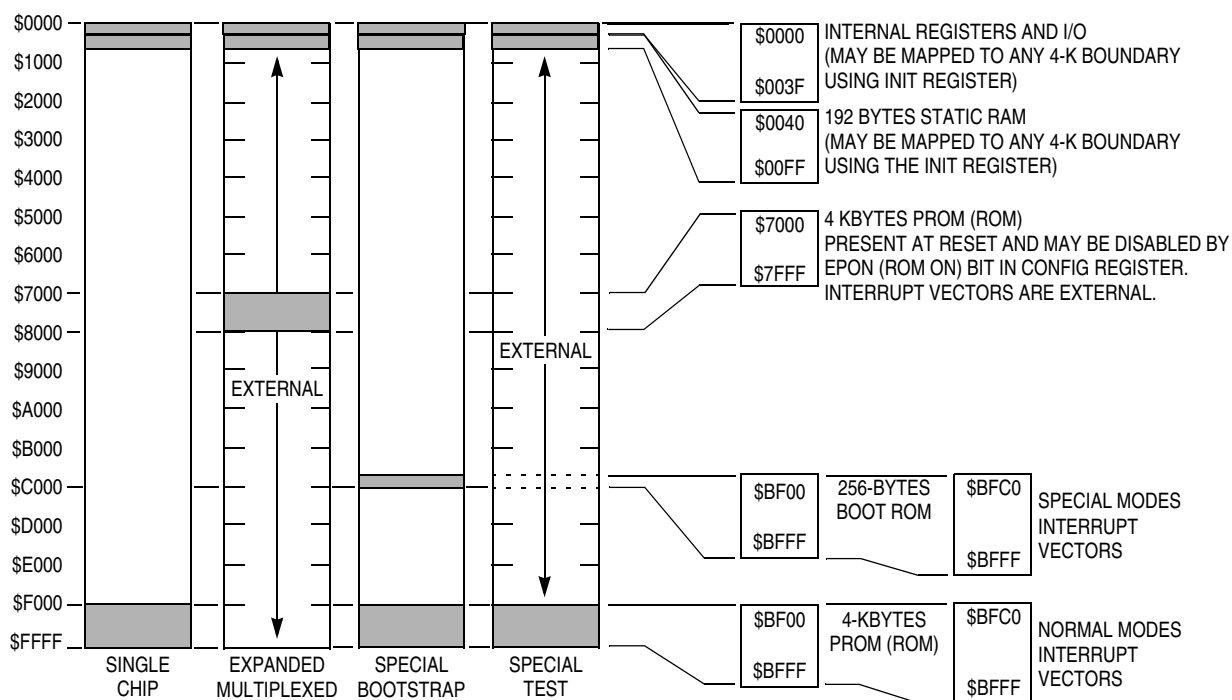 $0000
$1000
$2000
$3000
$4000
$5000
$6000
$7000
$8000
$9000
$A000
$B000
$C000
$D000
$E000
$F000
$FFFF
EXTERNAL
EXTERNAL
SINGLE
CHIP
EXPANDED
MULTIPLEXED
SPECIAL
BOOTSTRAP
SPECIAL
TEST
$0000
$003F
INTERNAL REGISTERS AND I/O
(MAY BE MAPPED TO ANY 4-K BOUNDARY
USING INIT REGISTER)
$0040
$00FF
192 BYTES STATIC RAM
(MAY BE MAPPED TO ANY 4-K BOUNDARY
USING THE INIT REGISTER)
$7000
$7FFF
4 KBYTES PROM (ROM)
PRESENT AT RESET AND MAY BE DISABLED BY
EPON (ROM ON) BIT IN CONFIG REGISTER.
INTERRUPT VECTORS ARE EXTERNAL.
$BF00
$BFFF
256-BYTES
BOOT ROM
$BFC0
$BFFF
SPECIAL MODES
INTERRUPT
VECTORS
$BF00
$BFFF
4-KBYTES
PROM (ROM)
$BFC0
$BFFF
NORMAL MODES
INTERRUPT
VECTORS